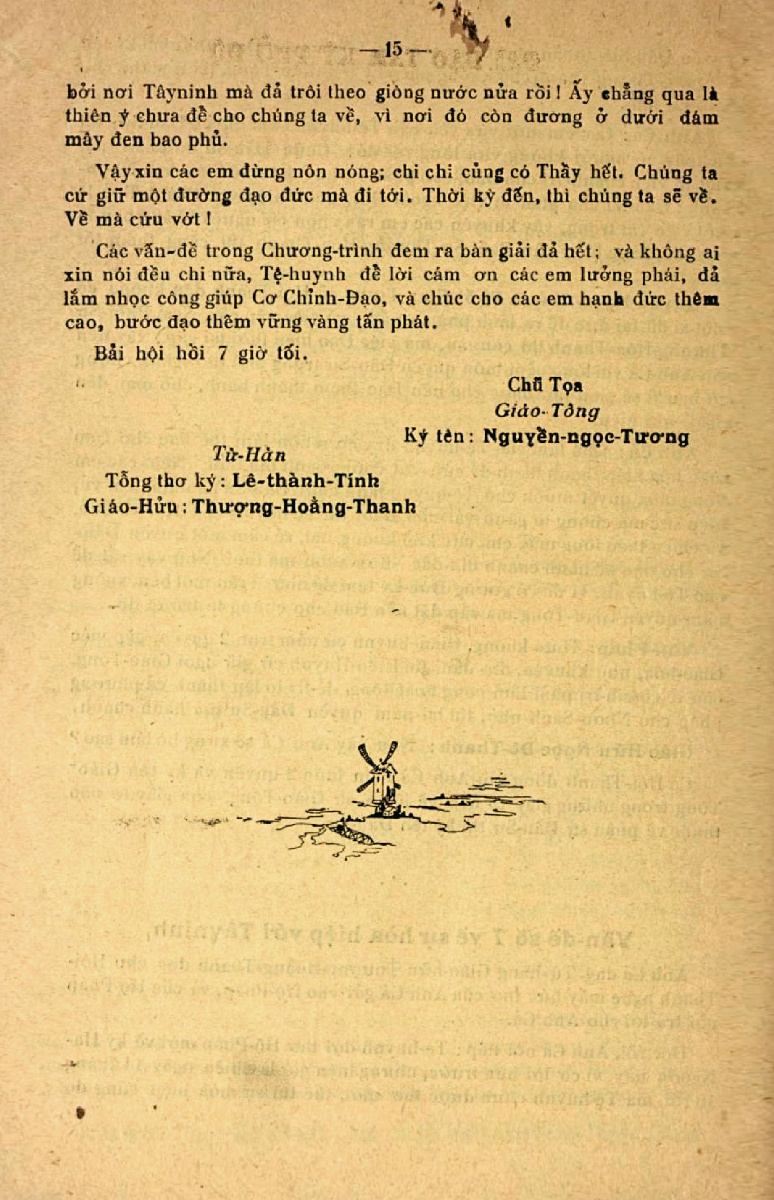 — 15 —
bởi nơi Tâyninh mà đả trôi theo giòng nước nửa rồi! Ấy chẳng qua là
thiên ý chưa đề cho chúng ta về, vì nơi đó còn đương ở dưới đám
mây đen bao phủ.
Vậy xin các em đừng nôn nóng; chi chi củng có Thầy hết. Chúng ta
cứ giữ một đường đạo đức mà đi tới. Thời kỳ đến, thì chúng ta sẽ về.
Về mà cứu vớt!
Các vấn-đề trong Chương-trình đem ra bàn giải đả hết; và không ai
xin nói đều chi nữa, Tệ-huynh đề lời cám ơn các em lưởng phái, đả
lắm nhọc công giúp Cơ Chỉnh-Đạo, và chúc cho các em hạnh đức thêm
cao, bước đạo thêm vững vàng tấn phát.
Bải hội hồi 7 giờ tối.
Chũ Tọa
Giáo-Tông
Ký tên: Nguyễn-ngọc-Tương
Từ-Hàn
Tổng thơ ký: Lê-thành-Tính
Giáo-Hửu: Thượng-Hoằng-Thanh